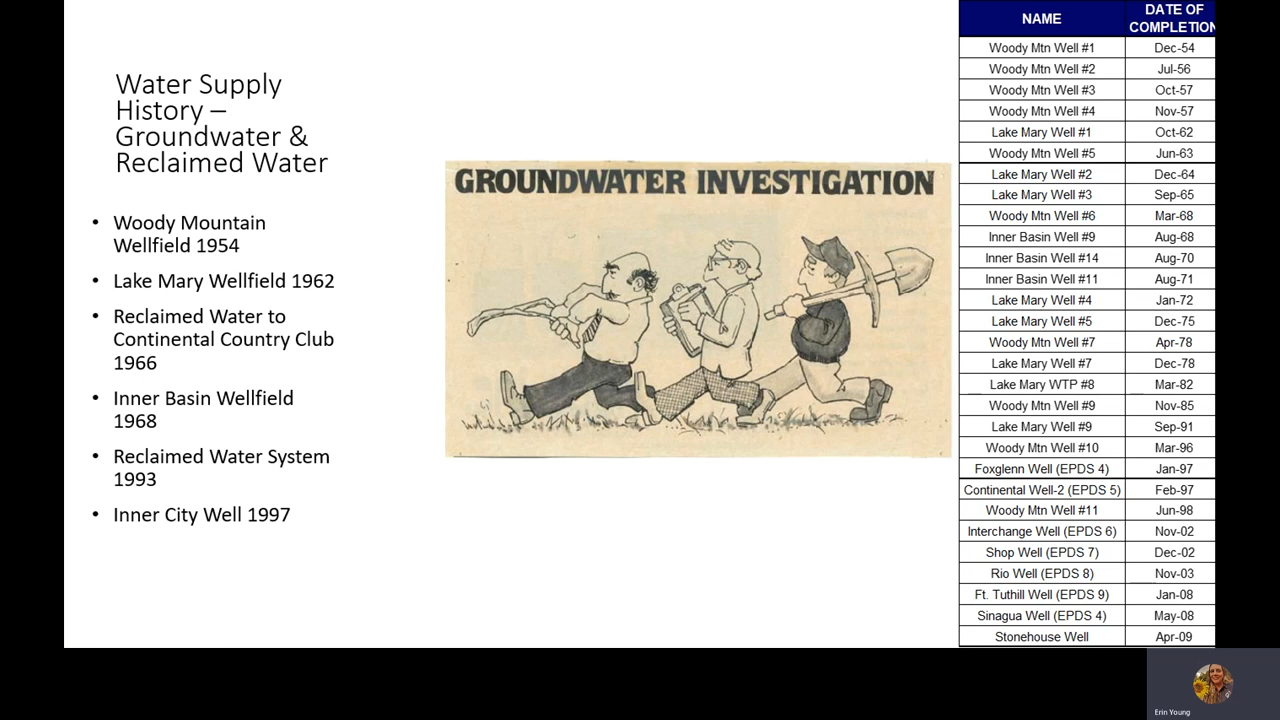 Water Supply
History –
Groundwater &
Reclaimed Water
• Woody Mountain
Wellfield 1954
• Lake Mary Wellfield 1962
• Reclaimed Water to
Continental Country Club
1966
• Inner Basin Wellfield
1968
• Reclaimed Water System
1993
• Inner City Well 1997
GROUNDWATER INVESTIGATION
NAME DATE OF
COMPLETION
Woody Mtn Well #1 Dec-54
Woody Mtn Well #2 Jul-56
Woody Mtn Well #3 Oct-57
Woody Mtn Well #4 Nov-57
Lake Mary Well #1 Oct-62
Woody Mtn Well #5 Jun-63
Lake Mary Well #2 Dec-64
Lake Mary Well #3 Sep-65
Woody Mtn Well #6 Mar-68
Inner Basin Well #9 Aug-68
Inner Basin Well #14 Aug-70
Inner Basin Well #11 Aug-71
Lake Mary Well #4 Jan-72
Lake Mary Well #5 Dec-75
Woody Mtn Well #7 Apr-78
Lake Mary Well #7 Dec-78
Lake Mary WTP #8 Mar-82
Woody Mtn Well #9 Nov-85
Lake Mary Well #9 Sep-91
Woody Mtn Well #10 Mar-96
Foxglenn Well (EPDS 4) Jan-97
Continental Well-2 (EPDS 5) Feb-97
Woody Mtn Well #11 Jun-98
Interchange Well (EPDS 6) Nov-02
Shop Well (EPDS 7) Dec-02
Rio Well (EPDS 8) Nov-03
Ft. Tuthill Well (EPDS 9) Jan-08
Sinagua Well (EPDS 4) May-08
Stonehouse Well Apr-09
Erin Young